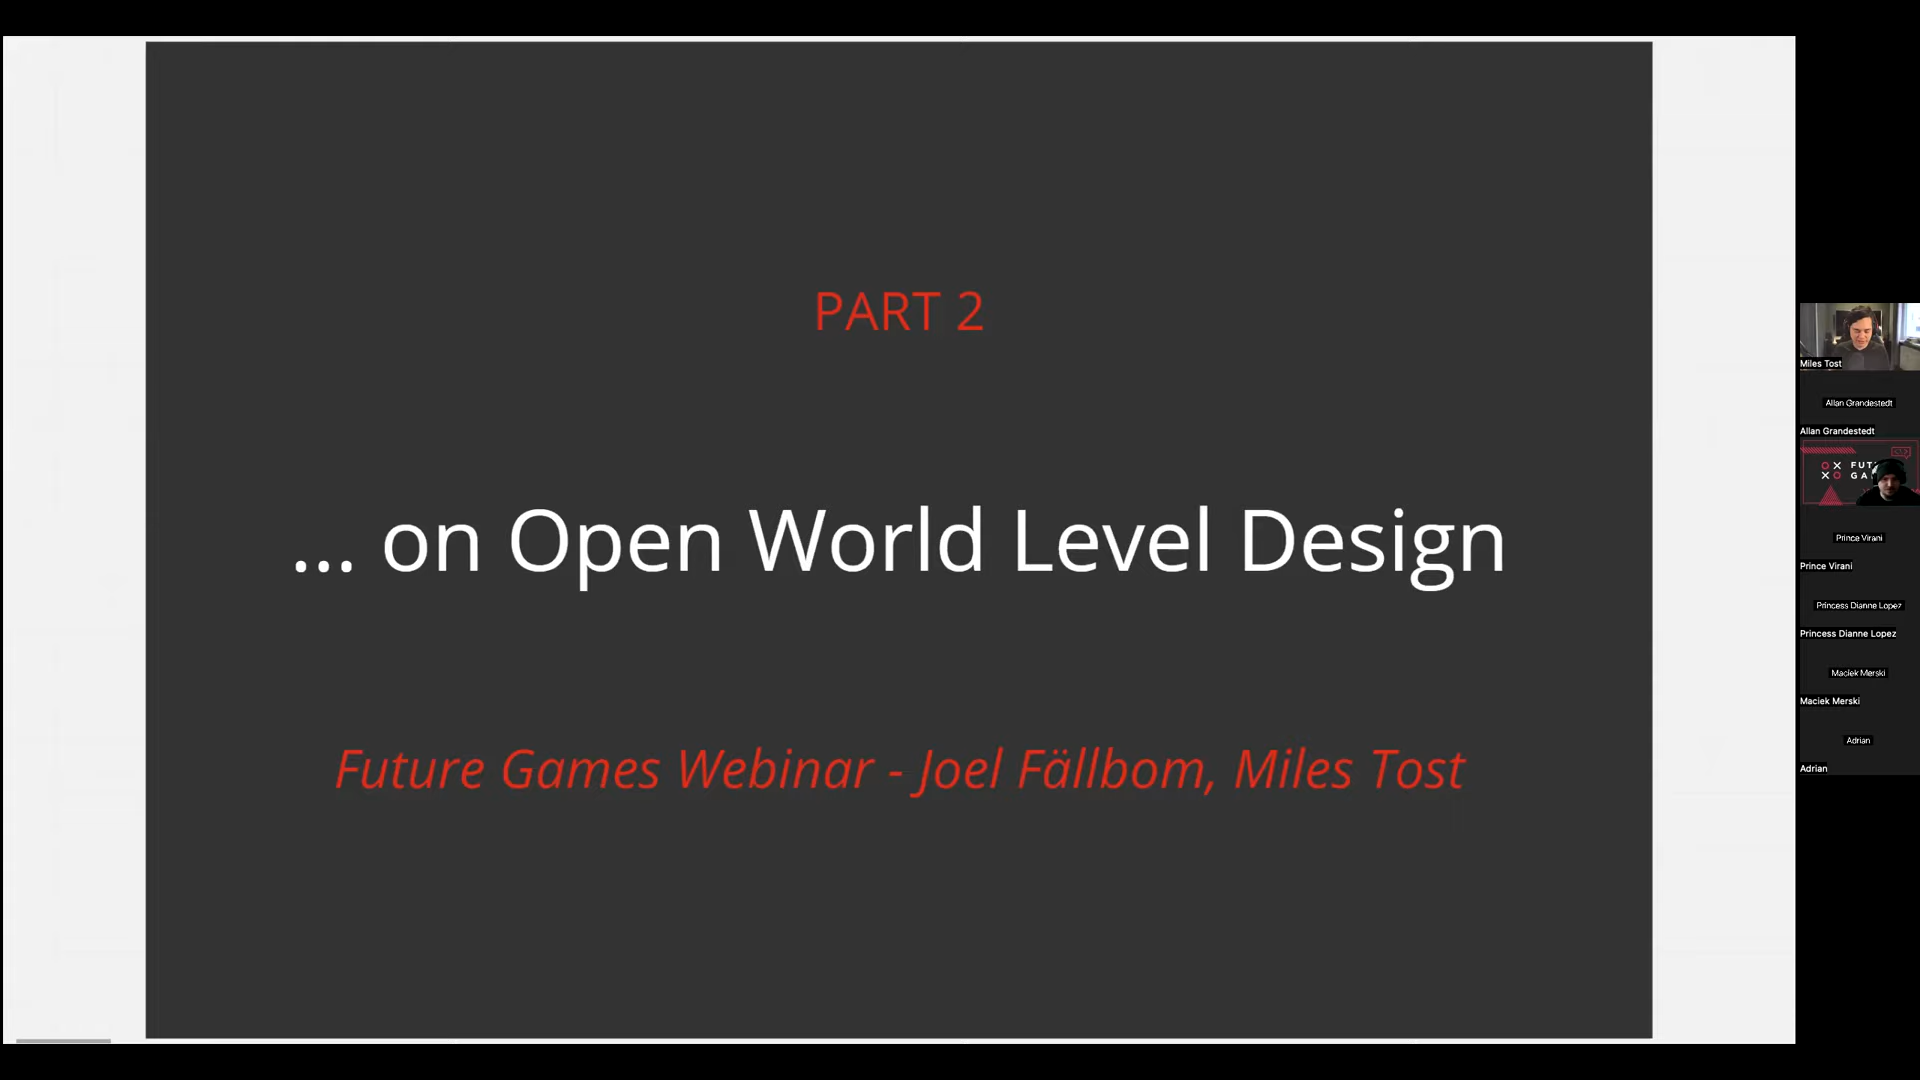 PART 2
... on Open World Level Design
Future Games Webinar - Joel Fällbom, Miles Tost
Miles Tost
Allan Grandestedt
Allan Grandestedt
Prince Virani
Prince Virani
Princess Dianne Lopez
Princess Dianne Lopez
Maciek Merski
Maciek Merski
Adrian
Adrian